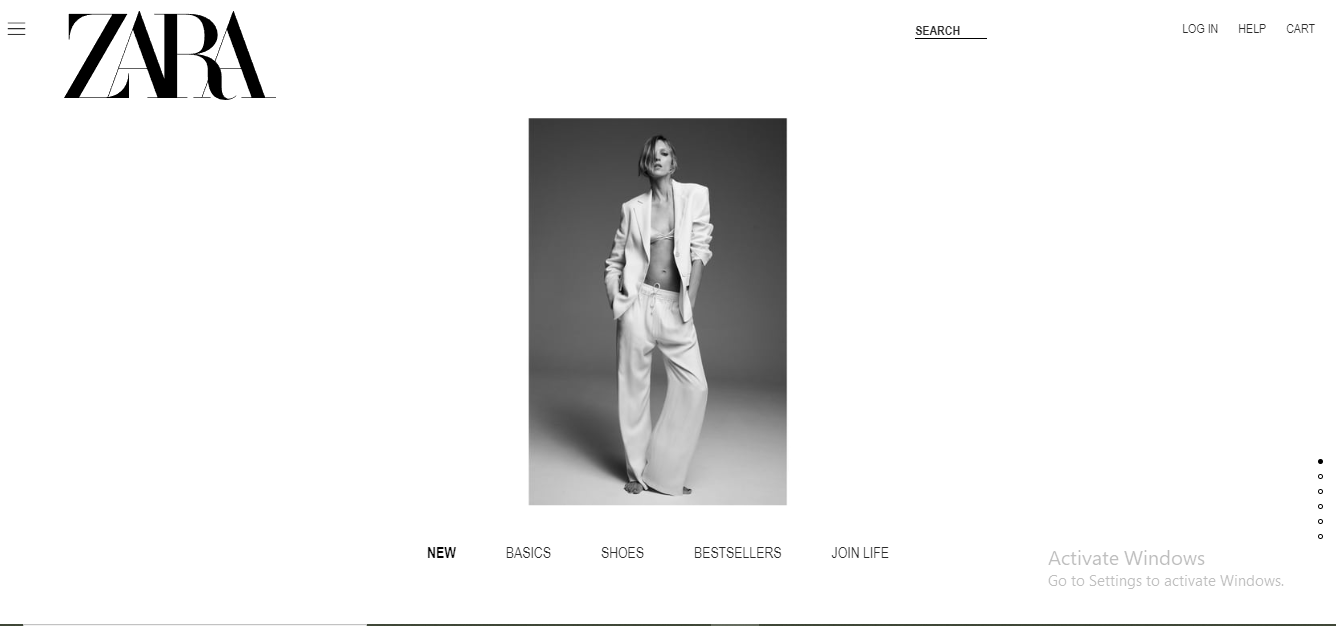 ZARA
SEARCH
LOG IN HELP CART
NEW BASICS SHOES BESTSELLERS JOIN LIFE
Activate Windows
Go to Settings to activate Windows.